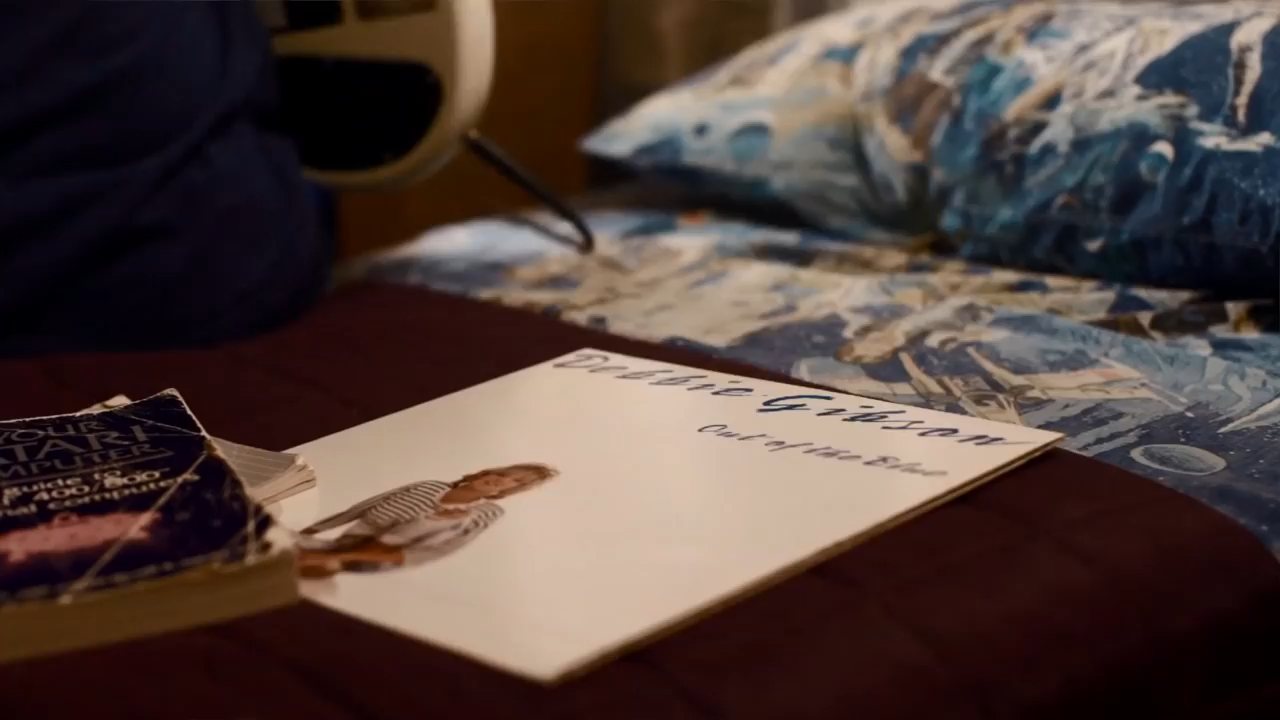 YOUR
ATARI
COMPUTER
guide to
400/800
computers
Debbie Gibson
Out of the Blue